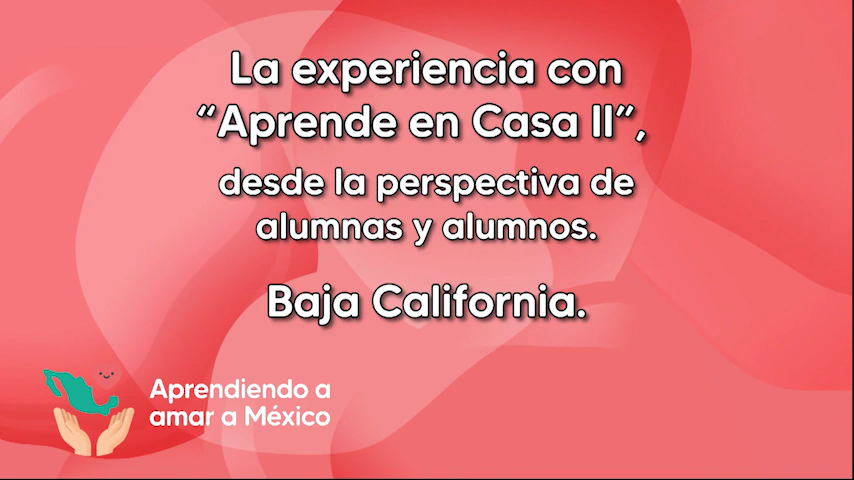 La experiencia con
“Aprende en Casa II”,
desde la perspectiva de
alumnas y alumnos.
Baja California.
Aprendiendo a
amar a México